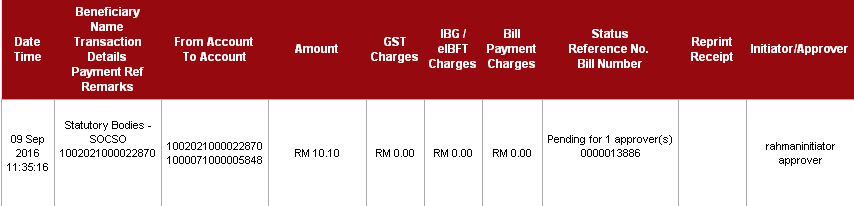 Date
Time
Beneficiary
Name
Transaction
Details
Payment Ref
Remarks
From Account
To Account
Amount
GST
Charges
IBG /
eIBFT
Charges
Bill
Payment
Charges
Status
Reference No.
Bill Number
Reprint
Receipt
Initiator/Approver
09 Sep
2016
11:35:16
Statutory Bodies -
SOCSO
1002021000022870
1002021000022870
1000071000005848
RM 10.10
RM 0.00
RM 0.00
RM 0.00
Pending for 1 approver(s)
0000013886
rahmaninitiator
approver